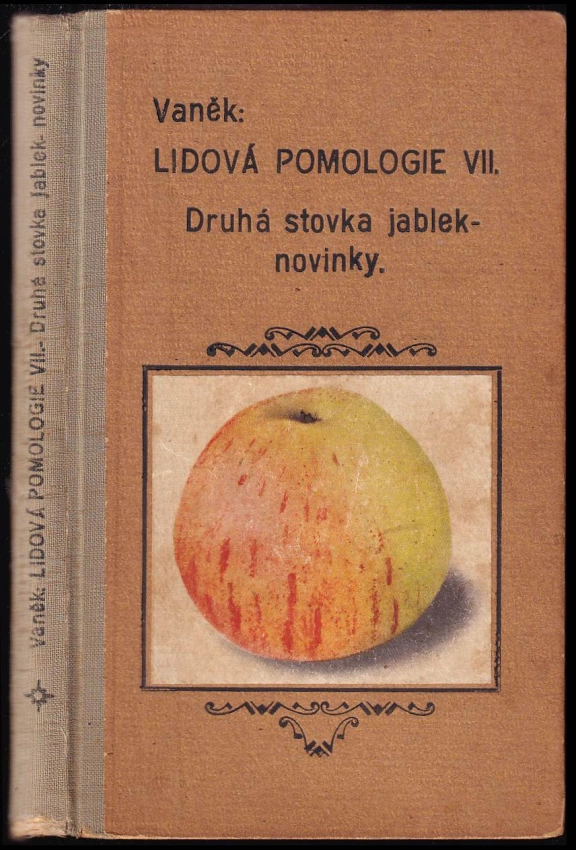 Vaněk:
LIDOVÁ POMOLOGIE VII.
Druhá stovka jablek-
novinky.
Vaněk: LIDOVÁ POMOLOGIE VII.- Druhá stovka jablek- novinky